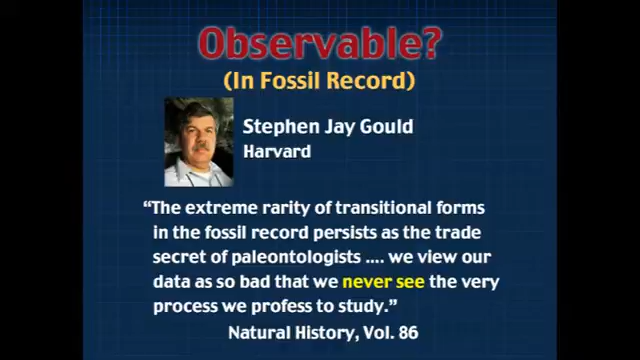 Observable?
(In Fossil Record)
Stephen Jay Gould
Harvard
“The extreme rarity of transitional forms
in the fossil record persists as the trade
secret of paleontologists .... we view our
data as so bad that we never see the very
process we profess to study.”
Natural History, Vol. 86